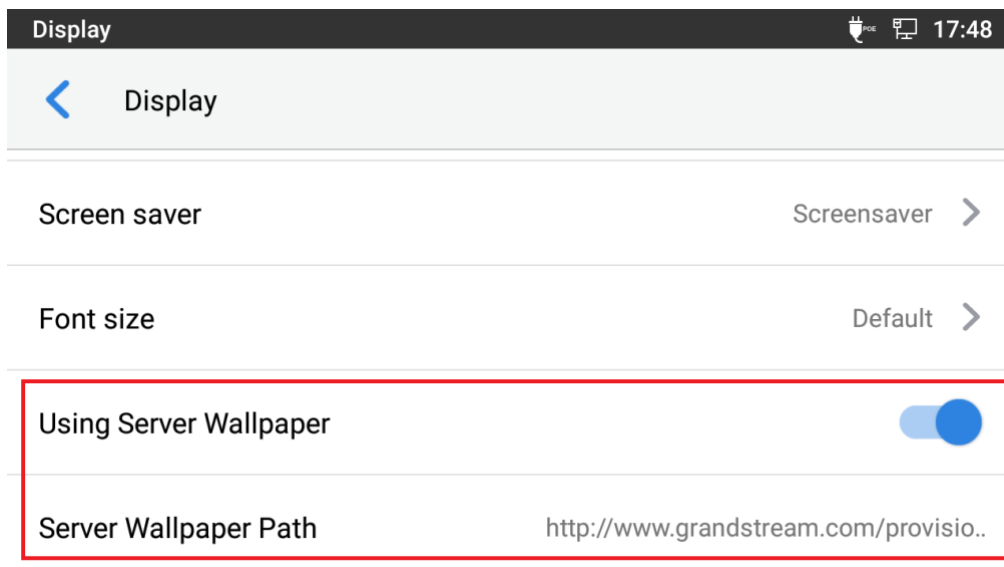 Display POE 17:48
Display
Screen saver Screensaver
Font size Default
Using Server Wallpaper
Server Wallpaper Path http://www.grandstream.com/provisio..